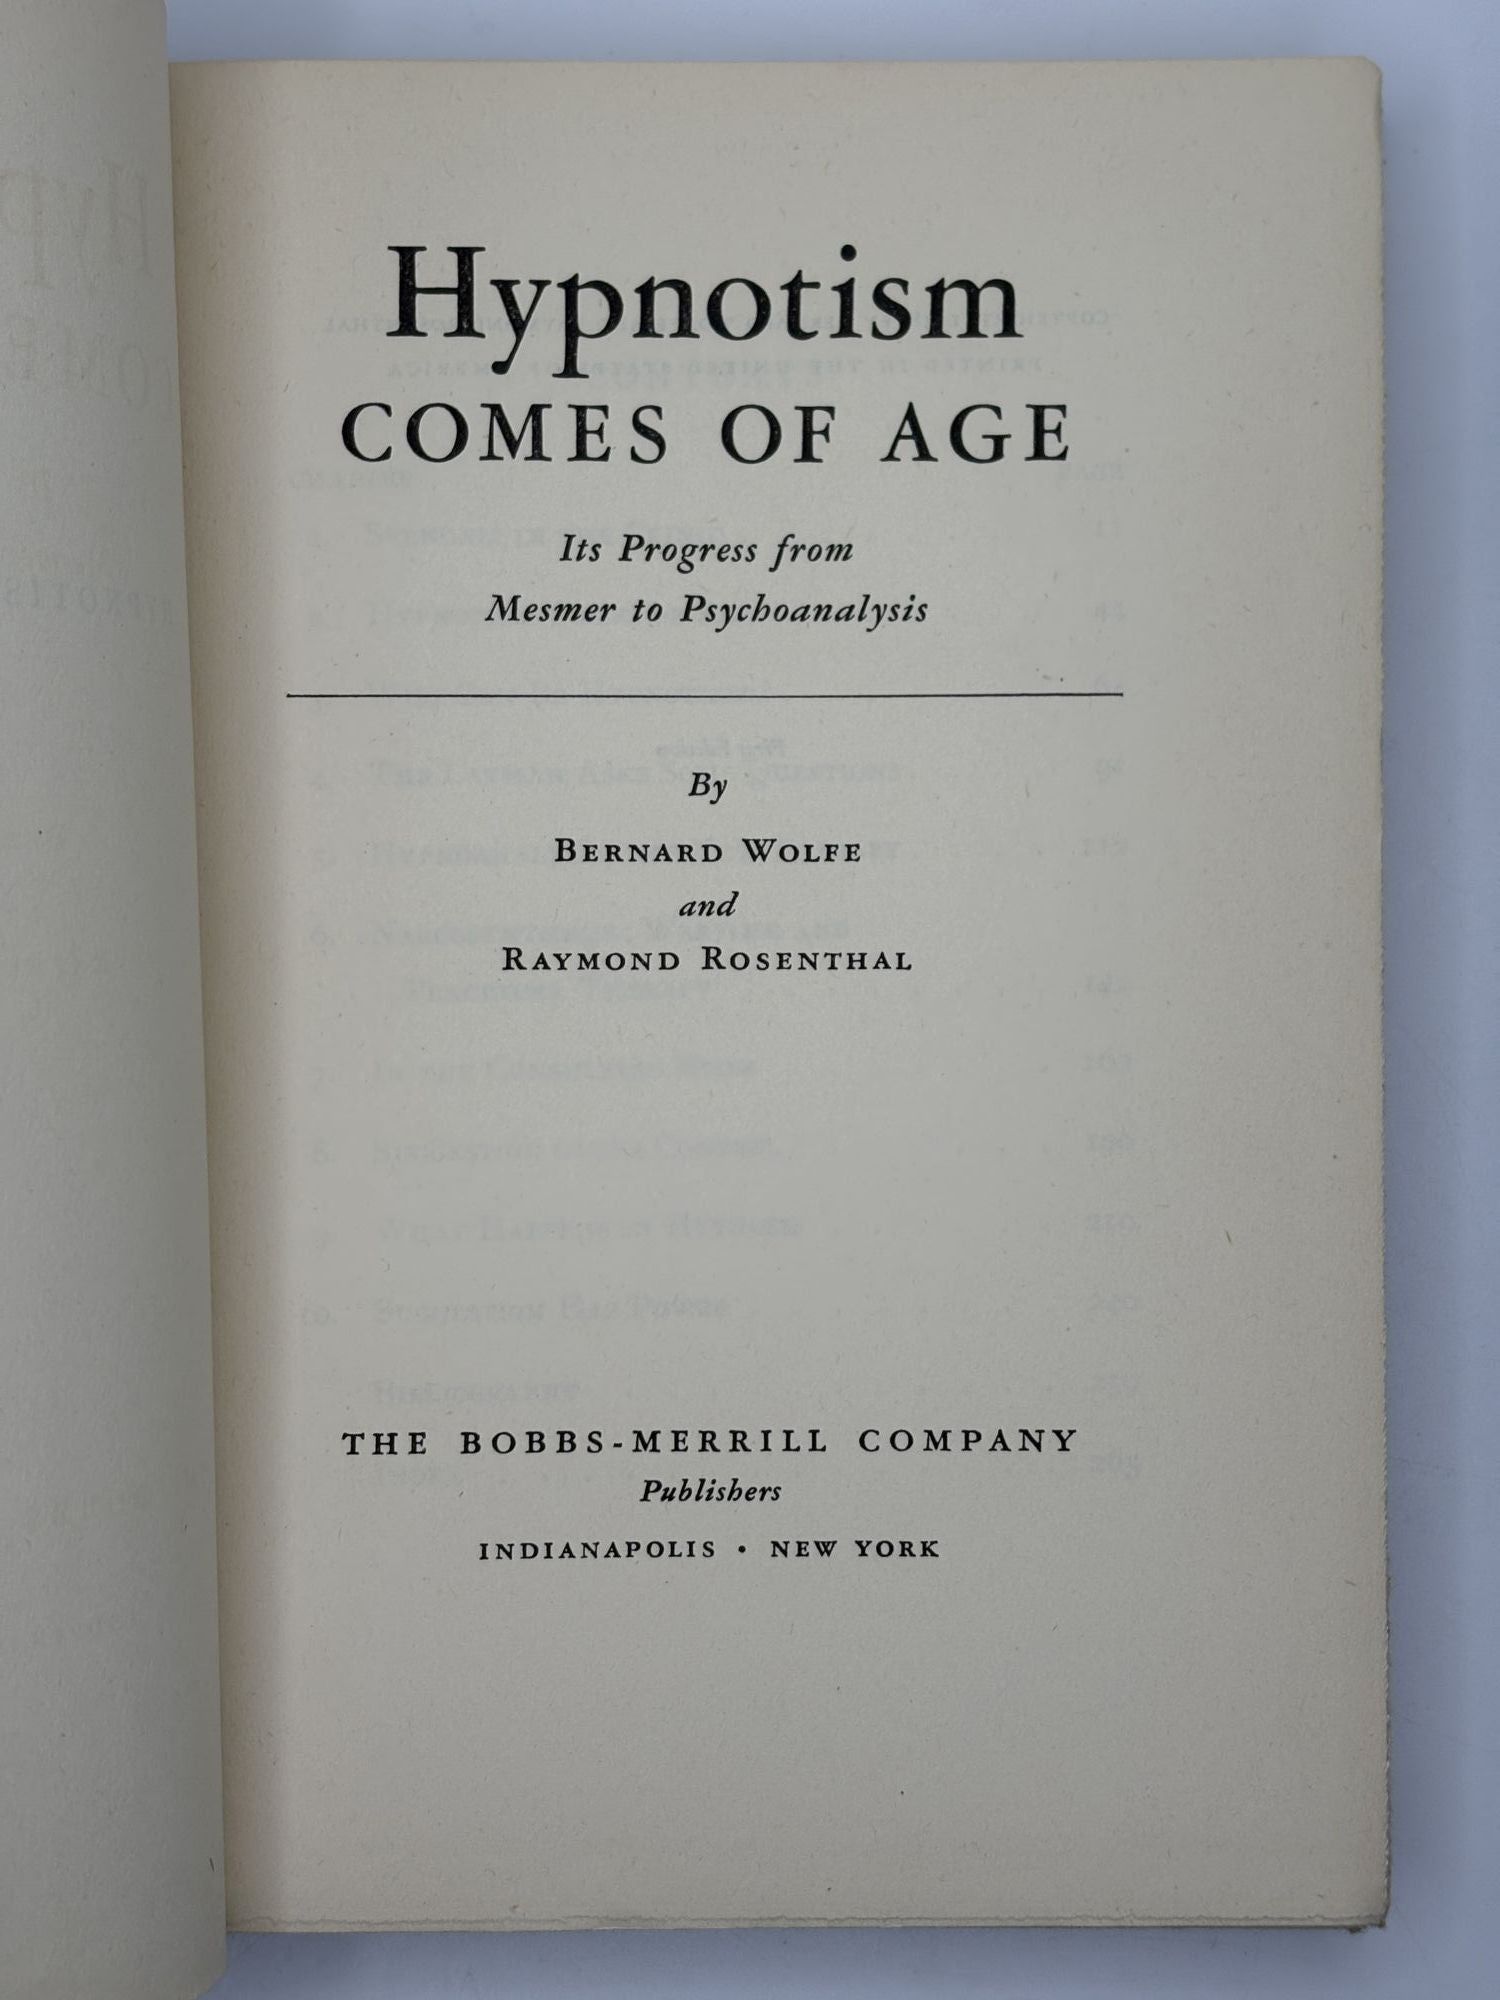 Hypnotism
COMES OF AGE
Its Progress from
Mesmer to Psychoanalysis
By
BERNARD WOLFE
and
RAYMOND ROSENTHAL
THE BOBBS-MERRILL COMPANY
Publishers
INDIANAPOLIS • NEW YORK